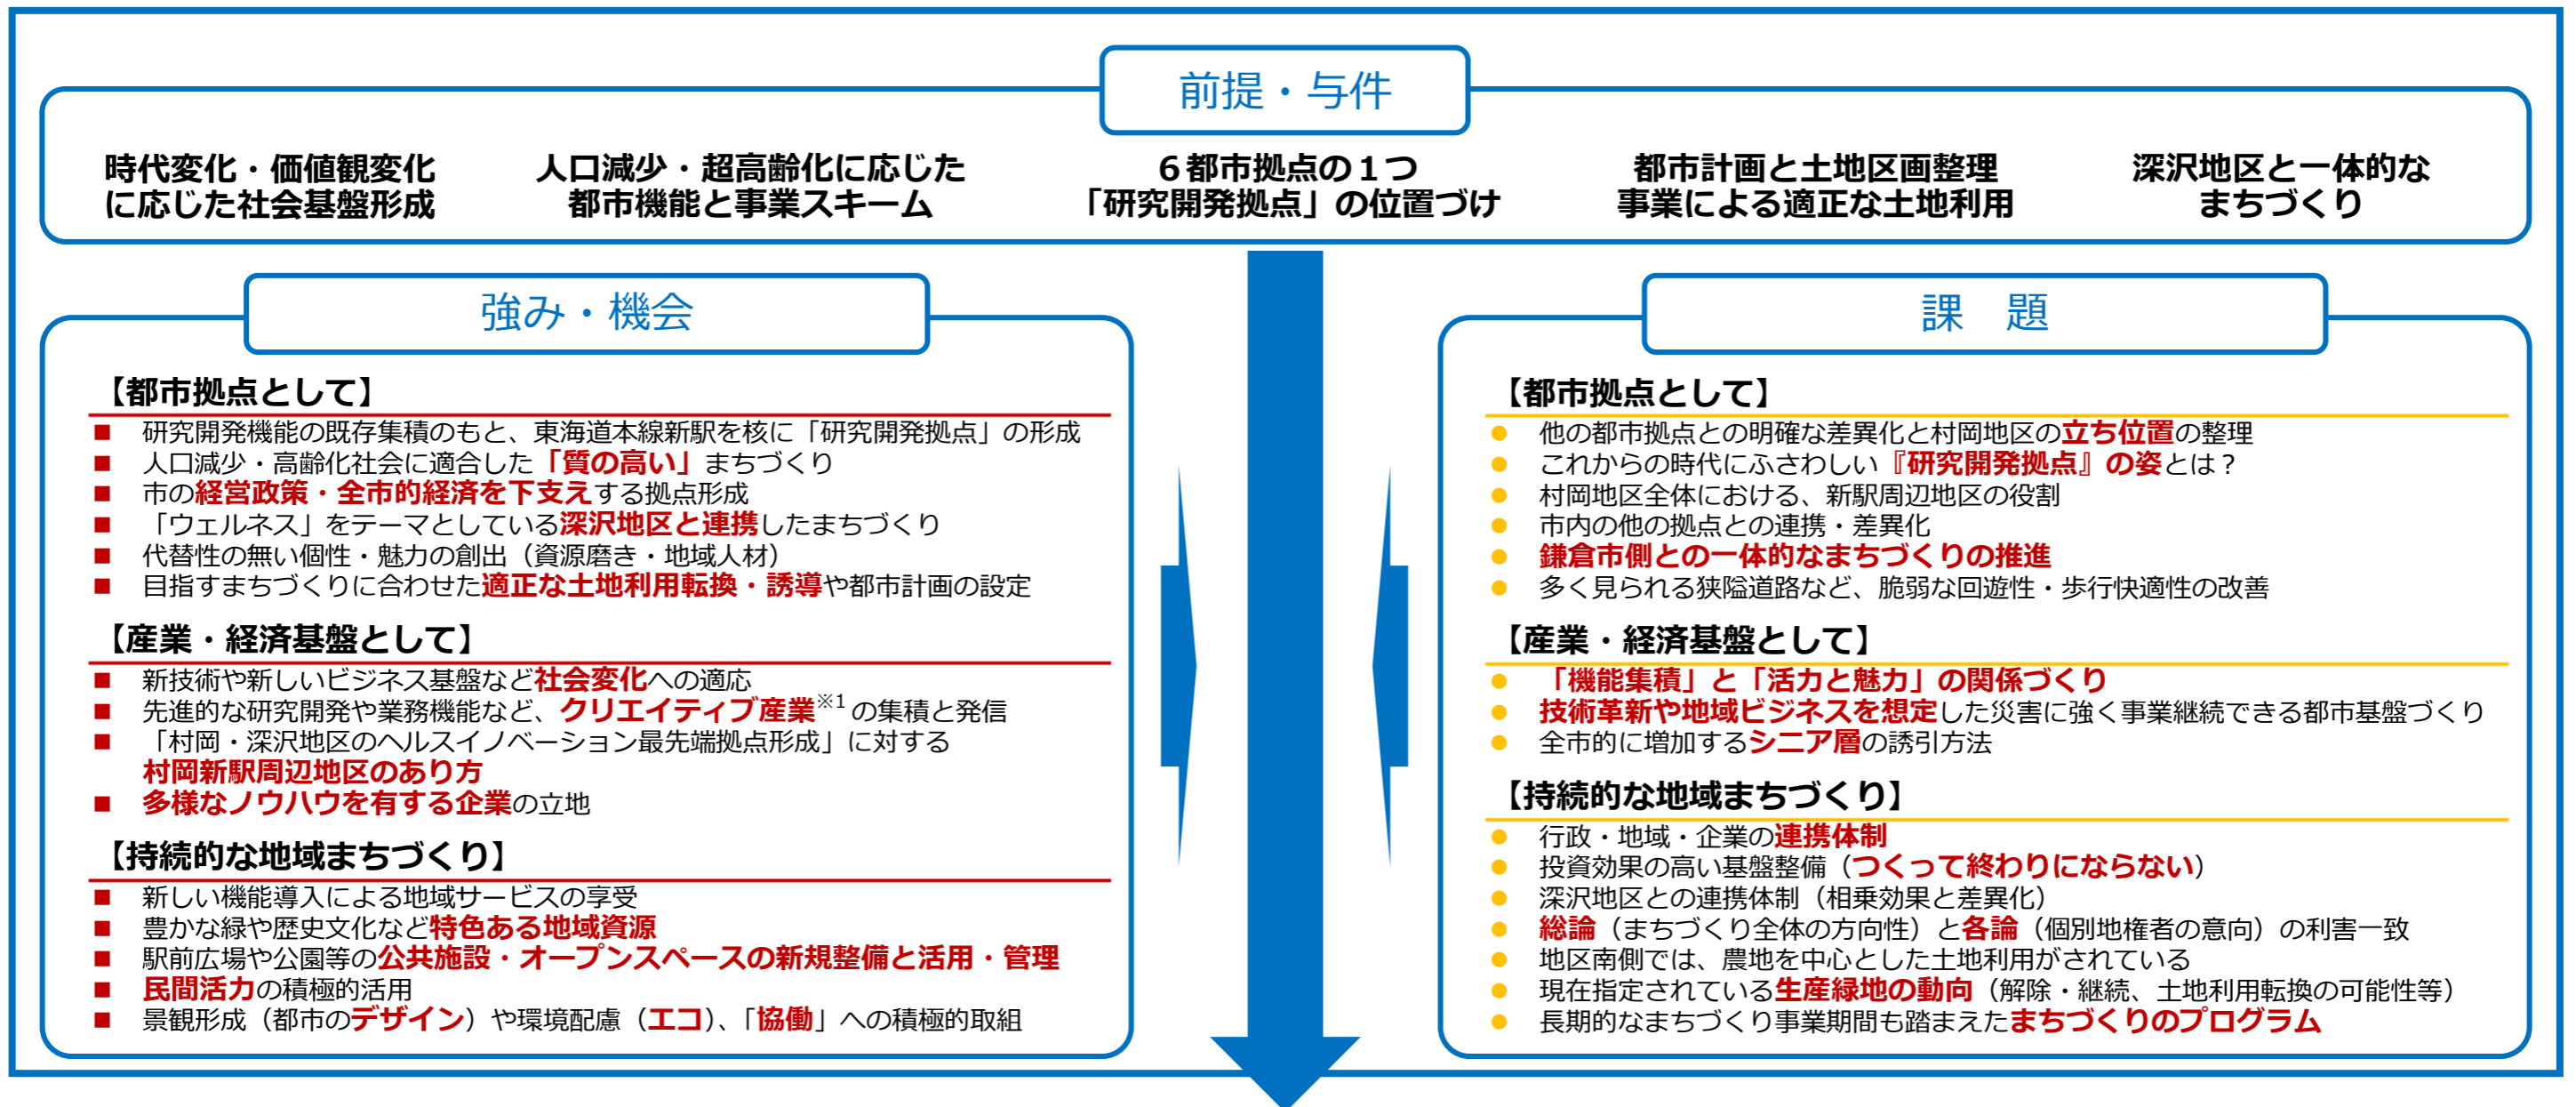 前提・与件
時代変化・価値観変化
に応じた社会基盤形成
人口減少・超高齢化に応じた
都市機能と事業スキーム
６都市拠点の１つ
「研究開発拠点」の位置づけ
都市計画と土地区画整理
事業による適正な土地利用
深沢地区と一体的な
まちづくり
強み・機会
【都市拠点として】
■ 研究開発機能の既存集積のもと、東海道本線新駅を核に「研究開発拠点」の形成
■ 人口減少・高齢化社会に適合した「質の高い」まちづくり
■ 市の経営政策・全市的経済を下支えする拠点形成
■ 「ウェルネス」をテーマとしている深沢地区と連携したまちづくり
■ 代替性の無い個性・魅力の創出（資源磨き・地域人材）
■ 目指すまちづくりに合わせた適正な土地利用転換・誘導や都市計画の設定
【産業・経済基盤として】
■ 新技術や新しいビジネス基盤など社会変化への適応
■ 先進的な研究開発や業務機能など、クリエイティブ産業※1の集積と発信
■ 「村岡・深沢地区のヘルスイノベーション最先端拠点形成」に対する
村岡新駅周辺地区のあり方
■ 多様なノウハウを有する企業の立地
【持続的な地域まちづくり】
■ 新しい機能導入による地域サービスの享受
■ 豊かな緑や歴史文化など特色ある地域資源
■ 駅前広場や公園等の公共施設・オープンスペースの新規整備と活用・管理
■ 民間活力の積極的活用
■ 景観形成（都市のデザイン）や環境配慮（エコ）、「協働」への積極的取組
課　題
【都市拠点として】
● 他の都市拠点との明確な差異化と村岡地区の立ち位置の整理
● これからの時代にふさわしい『研究開発拠点』の姿とは？
● 村岡地区全体における、新駅周辺地区の役割
● 市内の他の拠点との連携・差異化
● 鎌倉市側との一体的なまちづくりの推進
● 多く見られる狭隘道路など、脆弱な回遊性・歩行快適性の改善
【産業・経済基盤として】
● 「機能集積」と「活力と魅力」の関係づくり
● 技術革新や地域ビジネスを想定した災害に強く事業継続できる都市基盤づくり
● 全市的に増加するシニア層の誘引方法
【持続的な地域まちづくり】
● 行政・地域・企業の連携体制
● 投資効果の高い基盤整備（つくって終わりにならない）
● 深沢地区との連携体制（相乗効果と差異化）
● 総論（まちづくり全体の方向性）と各論（個別地権者の意向）の利害一致
● 地区南側では、農地を中心とした土地利用がされている
● 現在指定されている生産緑地の動向（解除・継続、土地利用転換の可能性等）
● 長期的なまちづくり事業期間も踏まえたまちづくりのプログラム